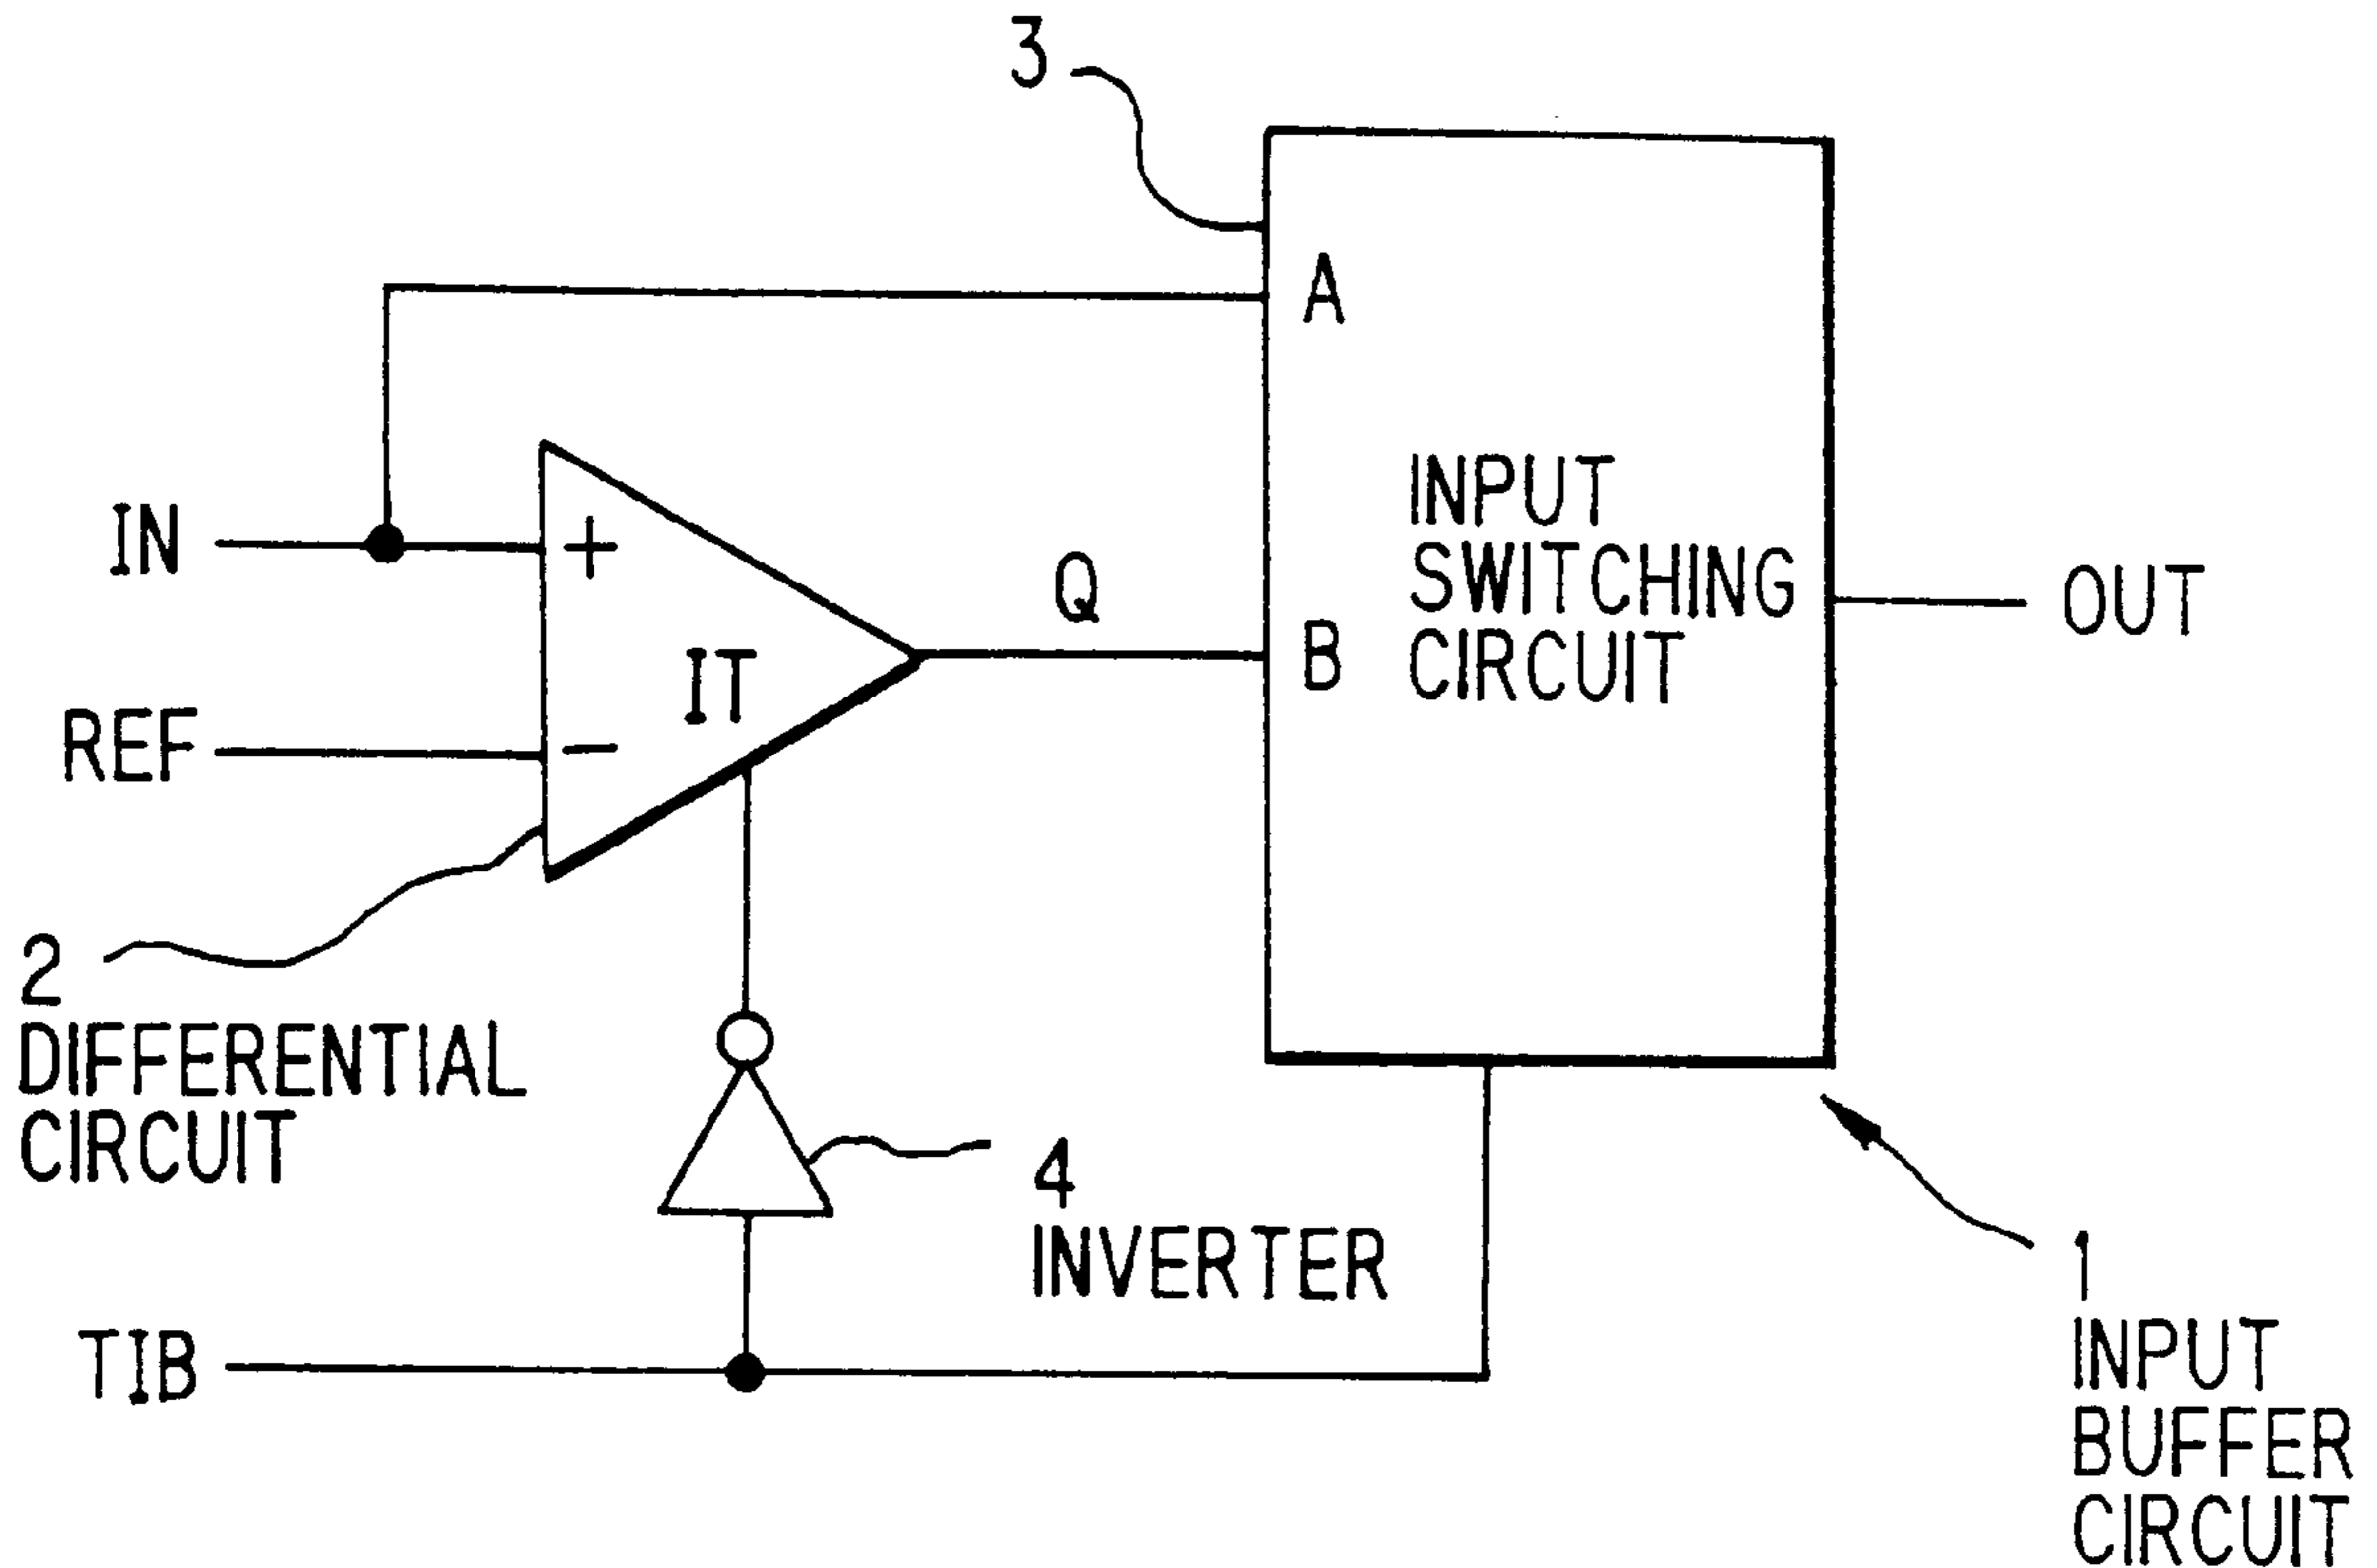 3
A
IN
+
INPUT
SWITCHING
CIRCUIT
Q
OUT
IT
B
REF
−
2
DIFFERENTIAL
CIRCUIT
4
INVERTER
1
INPUT
BUFFER
CIRCUIT
TIB